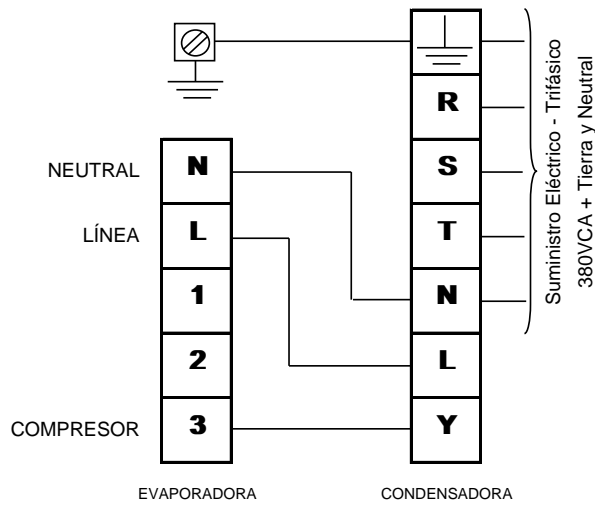 R
NEUTRAL N S
LÍNEA L T
1 N
2 L
COMPRESOR 3 Y
EVAPORADORA CONDENSADORA
Suministro Eléctrico - Trifásico
380VCA + Tierra y Neutral